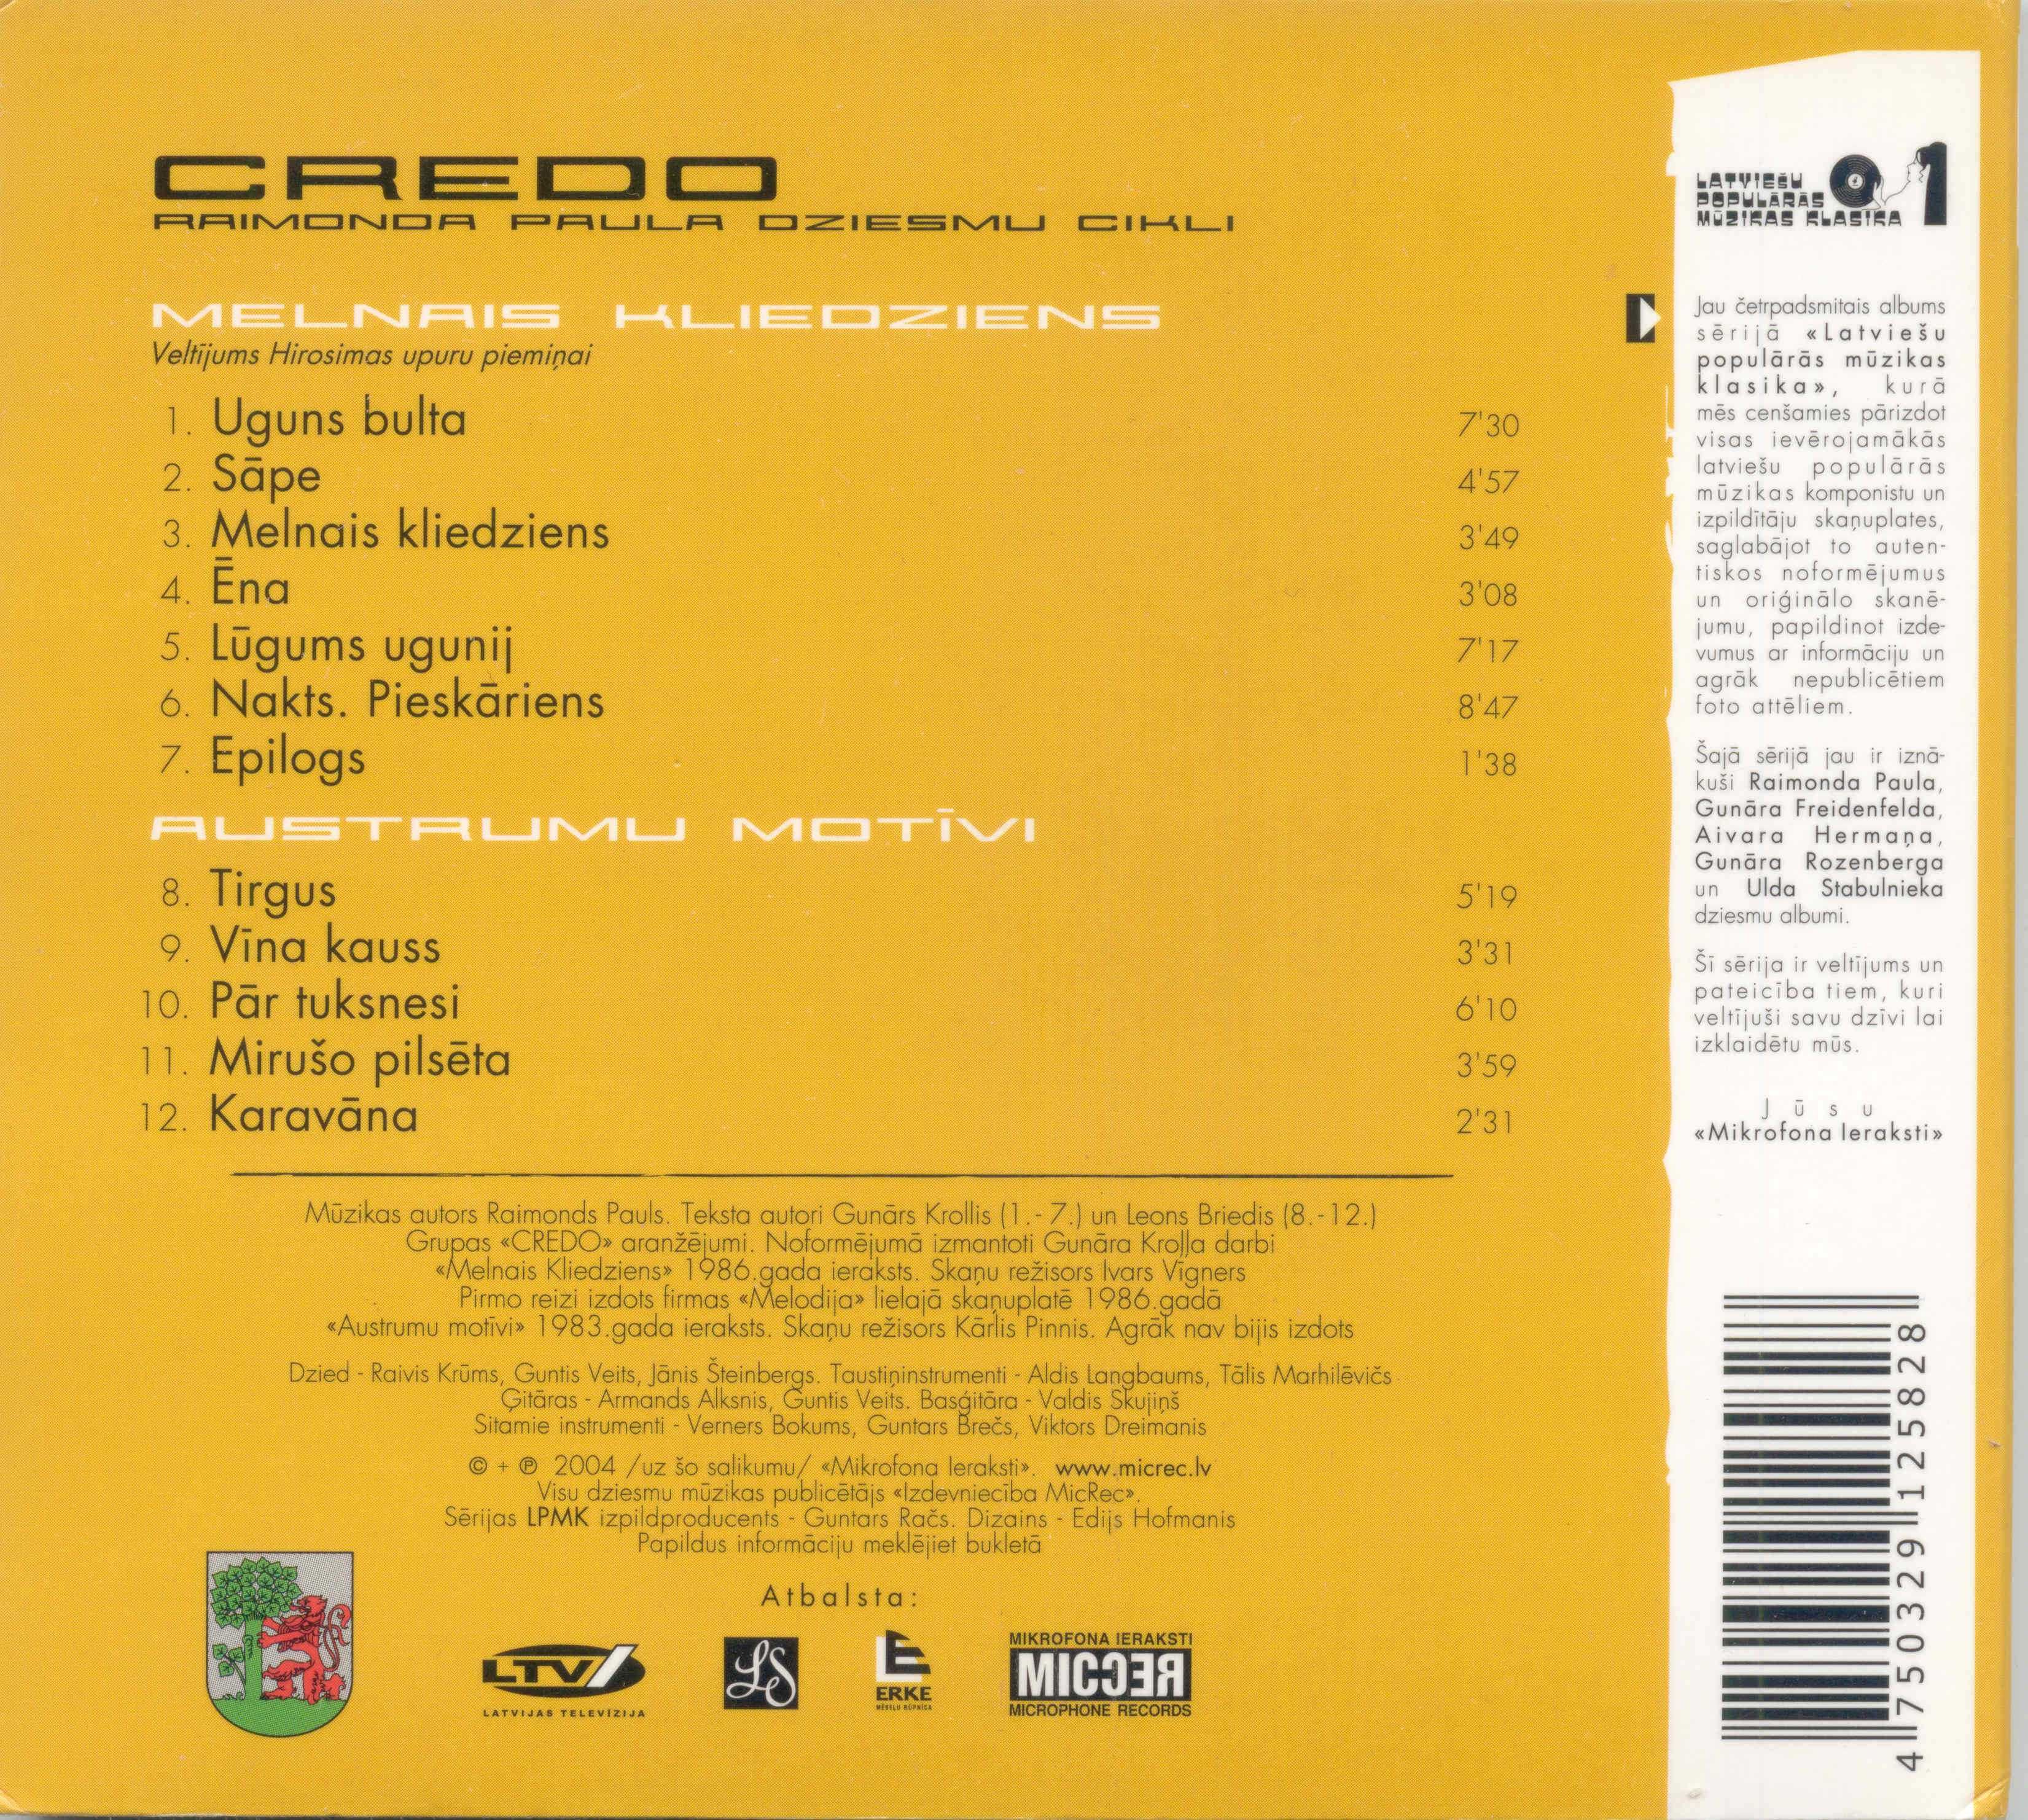 CREDO
RAIMONDA PAULA DZIESMU CIKLI
MELNAIS KLIEDZIENS
Veltījums Hirosimas upuru piemiņai
1. Uguns bulta 7'30
2. Sāpe 4'57
3. Melnais kliedziens 3'49
4. Ēna 3'08
5. Lūgums ugunij 7'17
6. Nakts. Pieskāriens 8'47
7. Epilogs 1'38
AUSTRUMU MOTĪVI
8. Tirgus 5'19
9. Vīna kauss 3'31
10. Pār tuksnesi 6'10
11. Mirušo pilsēta 3'59
12. Karavāna 2'31
Mūzikas autors Raimonds Pauls. Teksta autori Gunārs Krollis (1.-7.) un Leons Briedis (8.-12.)
Grupas «CREDO» aranžējumi. Noformējumā izmantoti Gunāra Kroļļa darbi
«Melnais Kliedziens» 1986.gada ieraksts. Skaņu režisors Ivars Vīgners
Pirmo reizi izdots firmas «Melodija» lielajā skaņuplatē 1986.gadā
«Austrumu motīvi» 1983.gada ieraksts. Skaņu režisors Kārlis Pinnis. Agrāk nav bijis izdots
Dzied - Raivis Krūms, Guntis Veits, Jānis Šteinbergs. Taustiņinstrumenti - Aldis Langbaums, Tālis Marhilēvičs
Ģitāras - Armands Alksnis, Guntis Veits. Basģitāra - Valdis Skujiņš
Sitamie instrumenti - Verners Bokums, Guntars Brečs, Viktors Dreimanis
© + ℗ 2004 /uz šo salikumu/ «Mikrofona Ieraksti». www.micrec.lv
Visu dziesmu mūzikas publicētājs «Izdevniecība MicRec».
Sērijas LPMK izpildproducents - Guntars Račs. Dizains - Edijs Hofmanis
Papildus informāciju meklējiet bukletā
Atbalsta:
LTV
LATVIJAS TELEVĪZIJA
LS
E
ERKE
MĒBEĻU RŪPNĪCA
MIKROFONA IERAKSTI
MICREC
MICROPHONE RECORDS
LATVIEŠU
POPULĀRĀS
MŪZIKAS KLASIKA
1
Jau četrpadsmitais albums
sērijā «Latviešu
populārās mūzikas
klasika», kurā
mēs cenšamies pārizdot
visas ievērojamākās
latviešu populārās
mūzikas komponistu un
izpildītāju skaņuplates,
saglabājot to auten-
tiskos noformējumus
un oriģinālo skanē-
jumu, papildinot izde-
vumus ar informāciju un
agrāk nepublicētiem
foto attēliem.
Šajā sērijā jau ir iznā-
kuši Raimonda Paula,
Gunāra Freidenfelda,
Aivara Hermaņa,
Gunāra Rozenberga
un Ulda Stabulnieka
dziesmu albumi.
Šī sērija ir veltījums un
pateicība tiem, kuri
veltījuši savu dzīvi lai
izklaidētu mūs.
Jūsu
«Mikrofona Ieraksti»
4 750329 125828